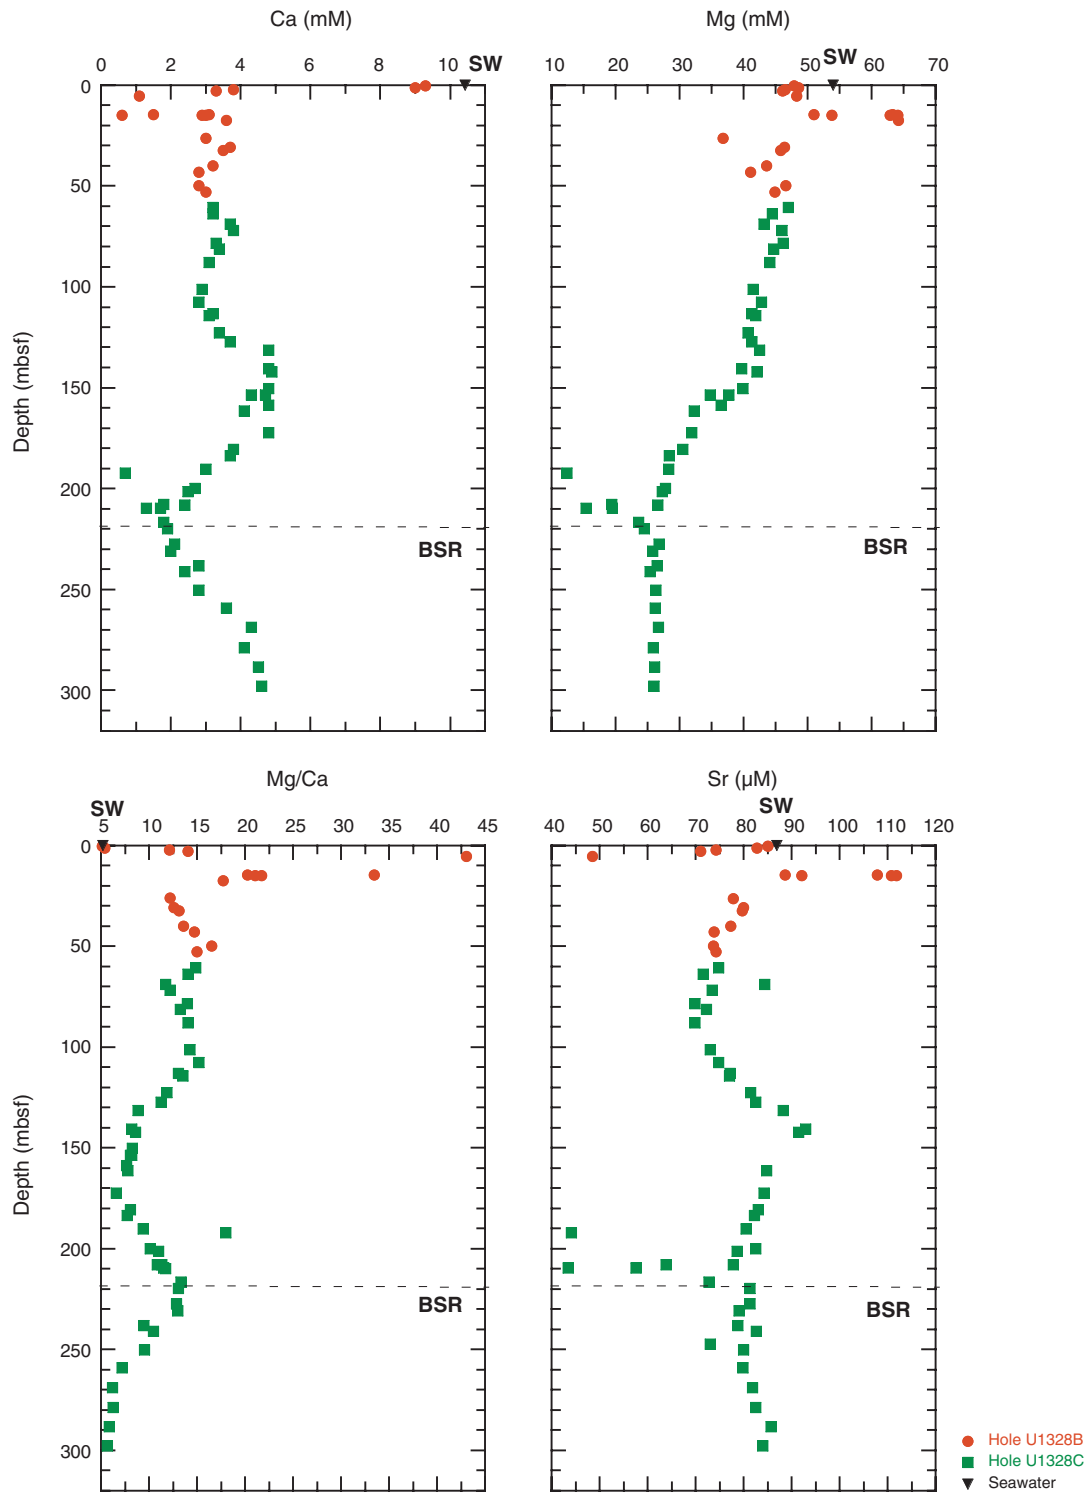 Ca (mM)
0 2 4 6 8 10 SW
Depth (mbsf)
0
50
100
150
200
250
300
BSR
Mg (mM)
SW
10 20 30 40 50 60 70
BSR
Mg/Ca
SW
5 10 15 20 25 30 35 40 45
Depth (mbsf)
0
50
100
150
200
250
300
BSR
Sr (µM)
SW
40 50 60 70 80 90 100 110 120
BSR
Hole U1328B
Hole U1328C
Seawater